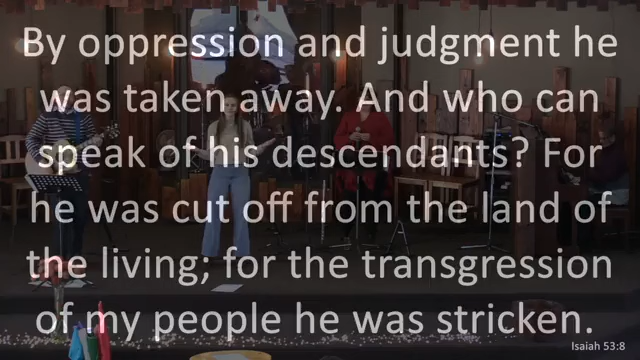 By oppression and judgment he
was taken away. And who can
speak of his descendants? For
he was cut off from the land of
the living; for the transgression
of my people he was stricken.
Isaiah 53:8